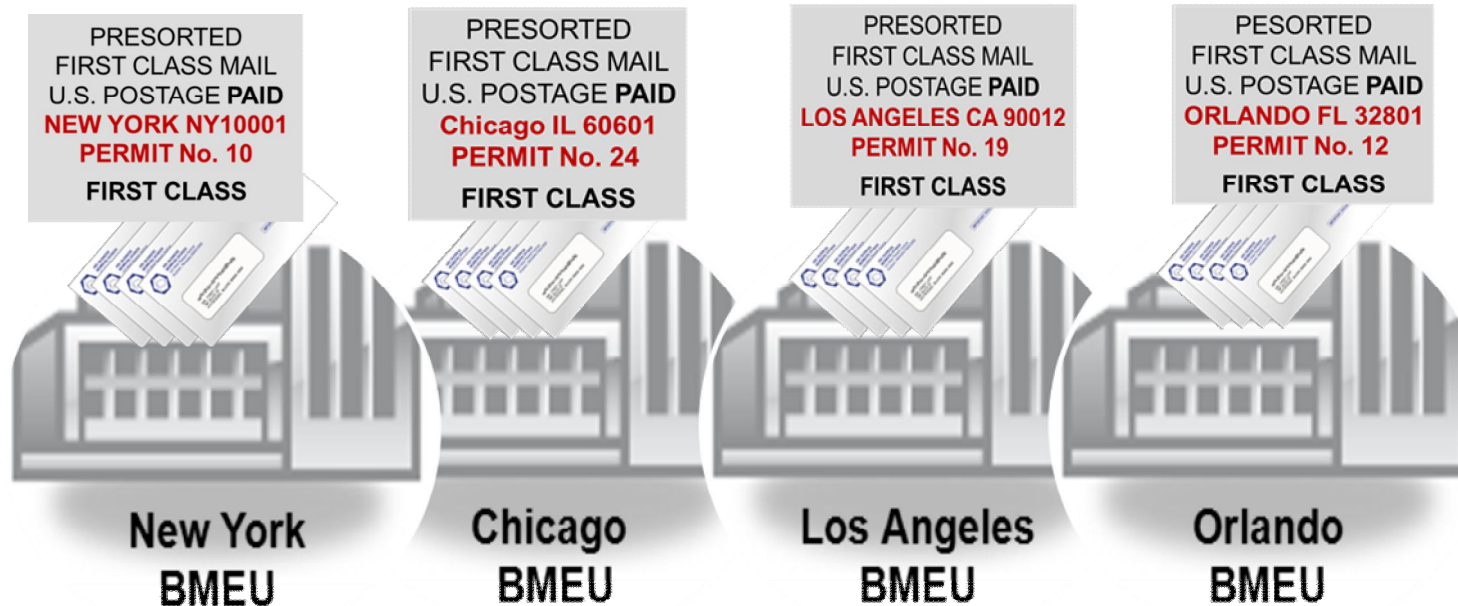 PRESORTED
FIRST CLASS MAIL
U.S. POSTAGE PAID
NEW YORK NY10001
PERMIT No. 10
FIRST CLASS
PRESORTED
FIRST CLASS MAIL
U.S. POSTAGE PAID
Chicago IL 60601
PERMIT No. 24
FIRST CLASS
PRESORTED
FIRST CLASS MAIL
U.S. POSTAGE PAID
LOS ANGELES CA 90012
PERMIT No. 19
FIRST CLASS
PESORTED
FIRST CLASS MAIL
U.S. POSTAGE PAID
ORLANDO FL 32801
PERMIT No. 12
FIRST CLASS
New York
BMEU
Chicago
BMEU
Los Angeles
BMEU
Orlando
BMEU